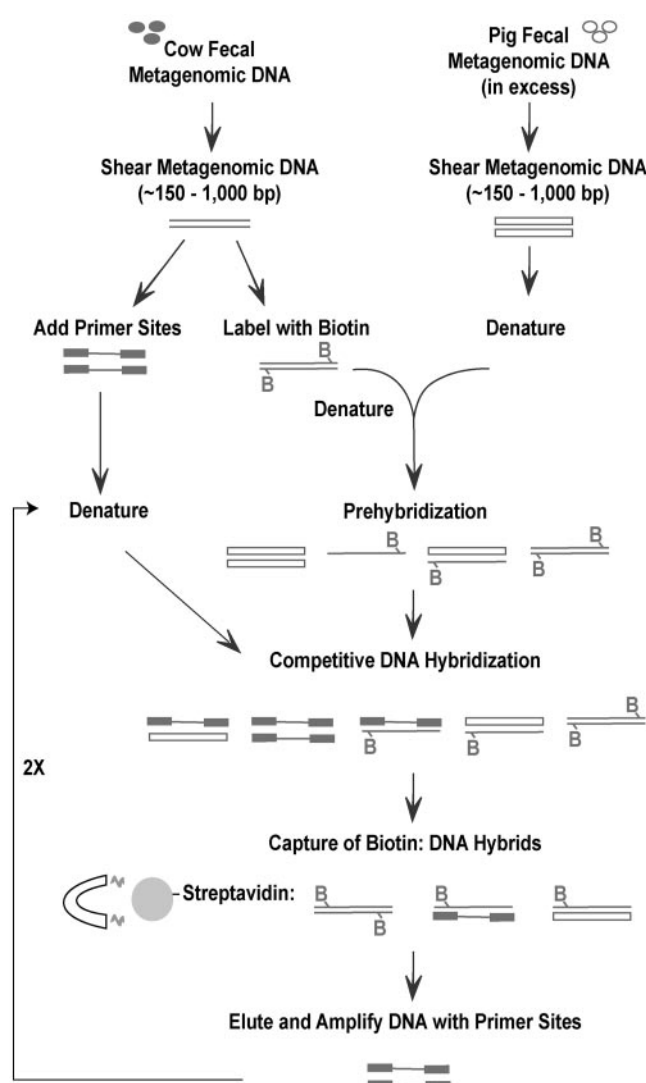 Cow Fecal
Metagenomic DNA
Pig Fecal
Metagenomic DNA
(in excess)
Shear Metagenomic DNA
(~150 - 1,000 bp)
Shear Metagenomic DNA
(~150 - 1,000 bp)
Add Primer Sites
Label with Biotin
Denature
B
B
Denature
Denature
Prehybridization
B
B
B
B
Competitive DNA Hybridization
B
B
B
B
2X
Capture of Biotin: DNA Hybrids
Streptavidin:
B
B
B
B
Elute and Amplify DNA with Primer Sites